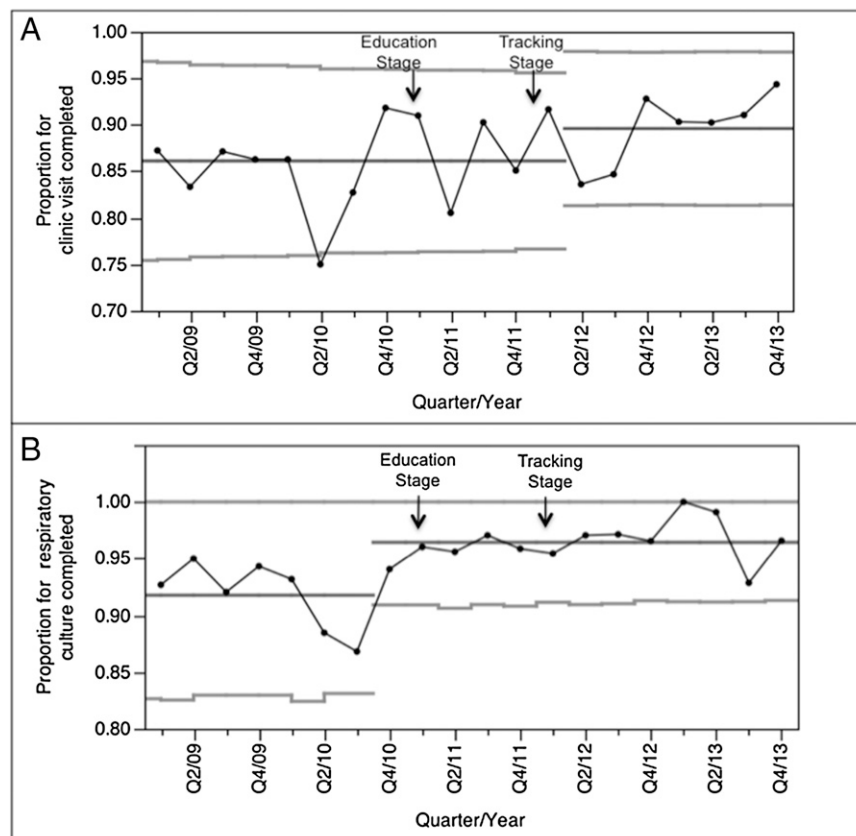 A
Education
Stage
Tracking
Stage
Proportion for
clinic visit completed
1.00
0.95
0.90
0.85
0.80
0.75
0.70
Q2/09
Q4/09
Q2/10
Q4/10
Q2/11
Q4/11
Q2/12
Q4/12
Q2/13
Q4/13
Quarter/Year
B
Education
Stage
Tracking
Stage
Proportion for respiratory
culture completed
1.00
0.95
0.90
0.85
0.80
Q2/09
Q4/09
Q2/10
Q4/10
Q2/11
Q4/11
Q2/12
Q4/12
Q2/13
Q4/13
Quarter/Year